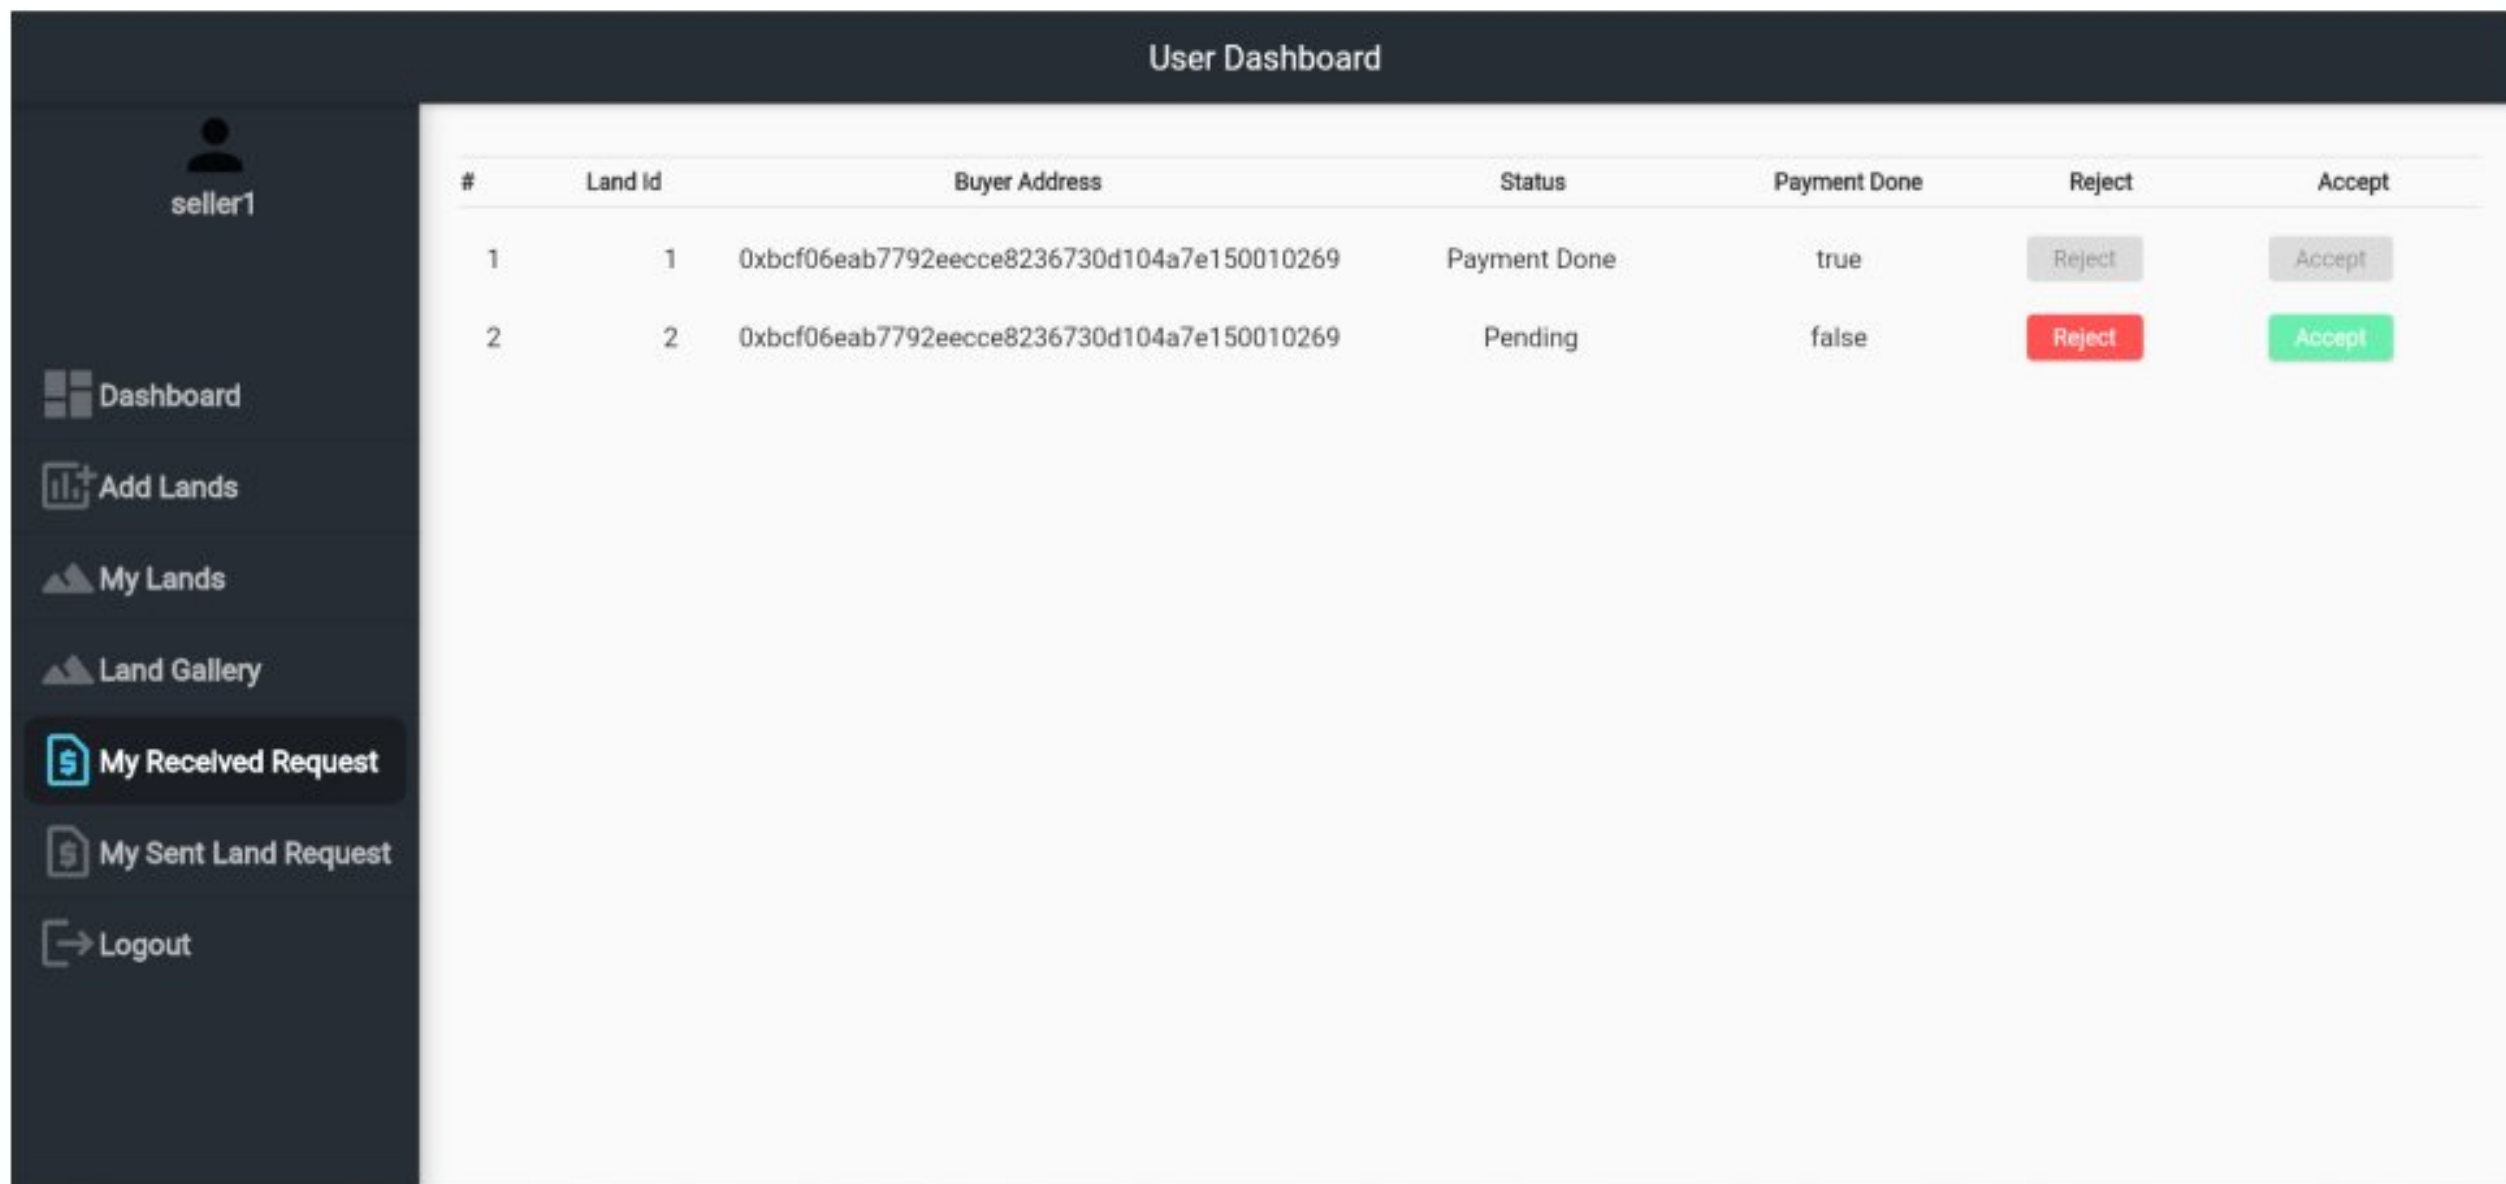 User Dashboard
seller1
Dashboard
Add Lands
My Lands
Land Gallery
My Received Request
My Sent Land Request
Logout
# Land Id Buyer Address Status Payment Done Reject Accept
1 1 0xbcf06eab7792eecce8236730d104a7e150010269 Payment Done true Reject Accept
2 2 0xbcf06eab7792eecce8236730d104a7e150010269 Pending false Reject Accept